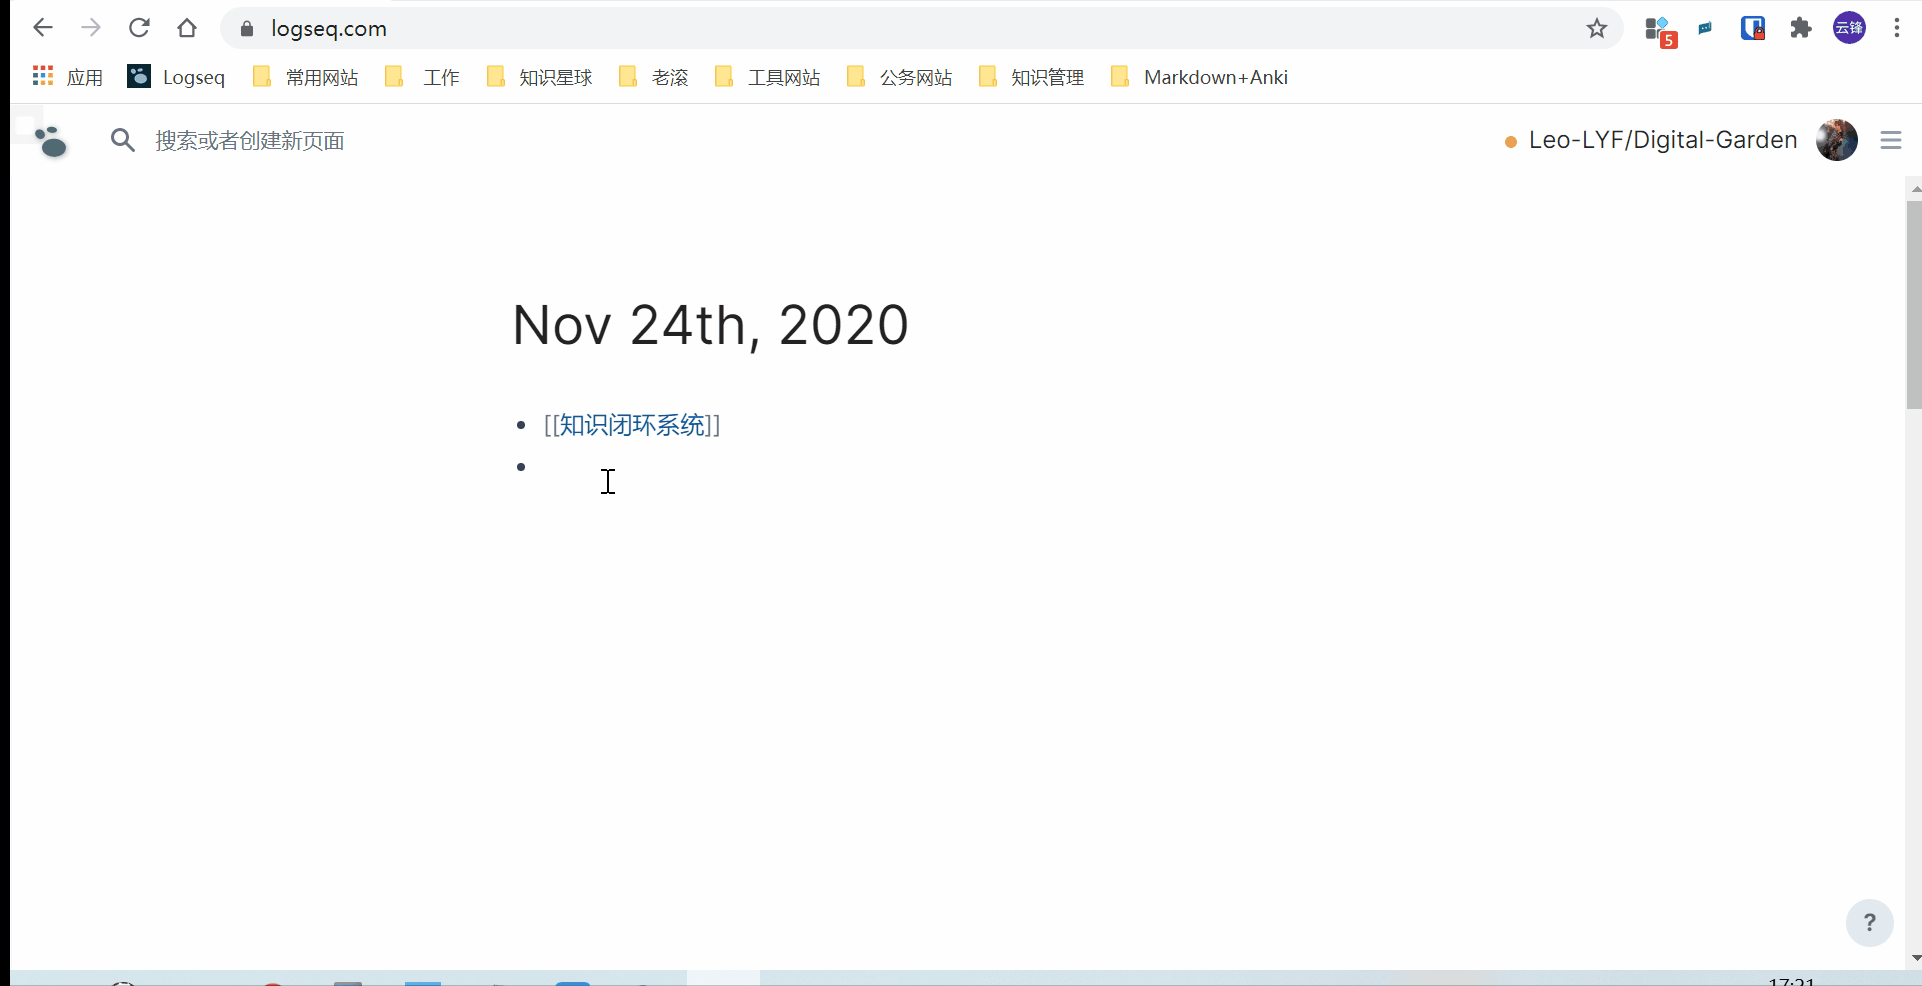 logseq.com
5
云锋
应用 Logseq 常用网站 工作 知识星球 老滚 工具网站 公务网站 知识管理 Markdown+Anki
搜索或者创建新页面
Leo-LYF/Digital-Garden
Nov 24th, 2020
[[知识闭环系统]]
?
17:21